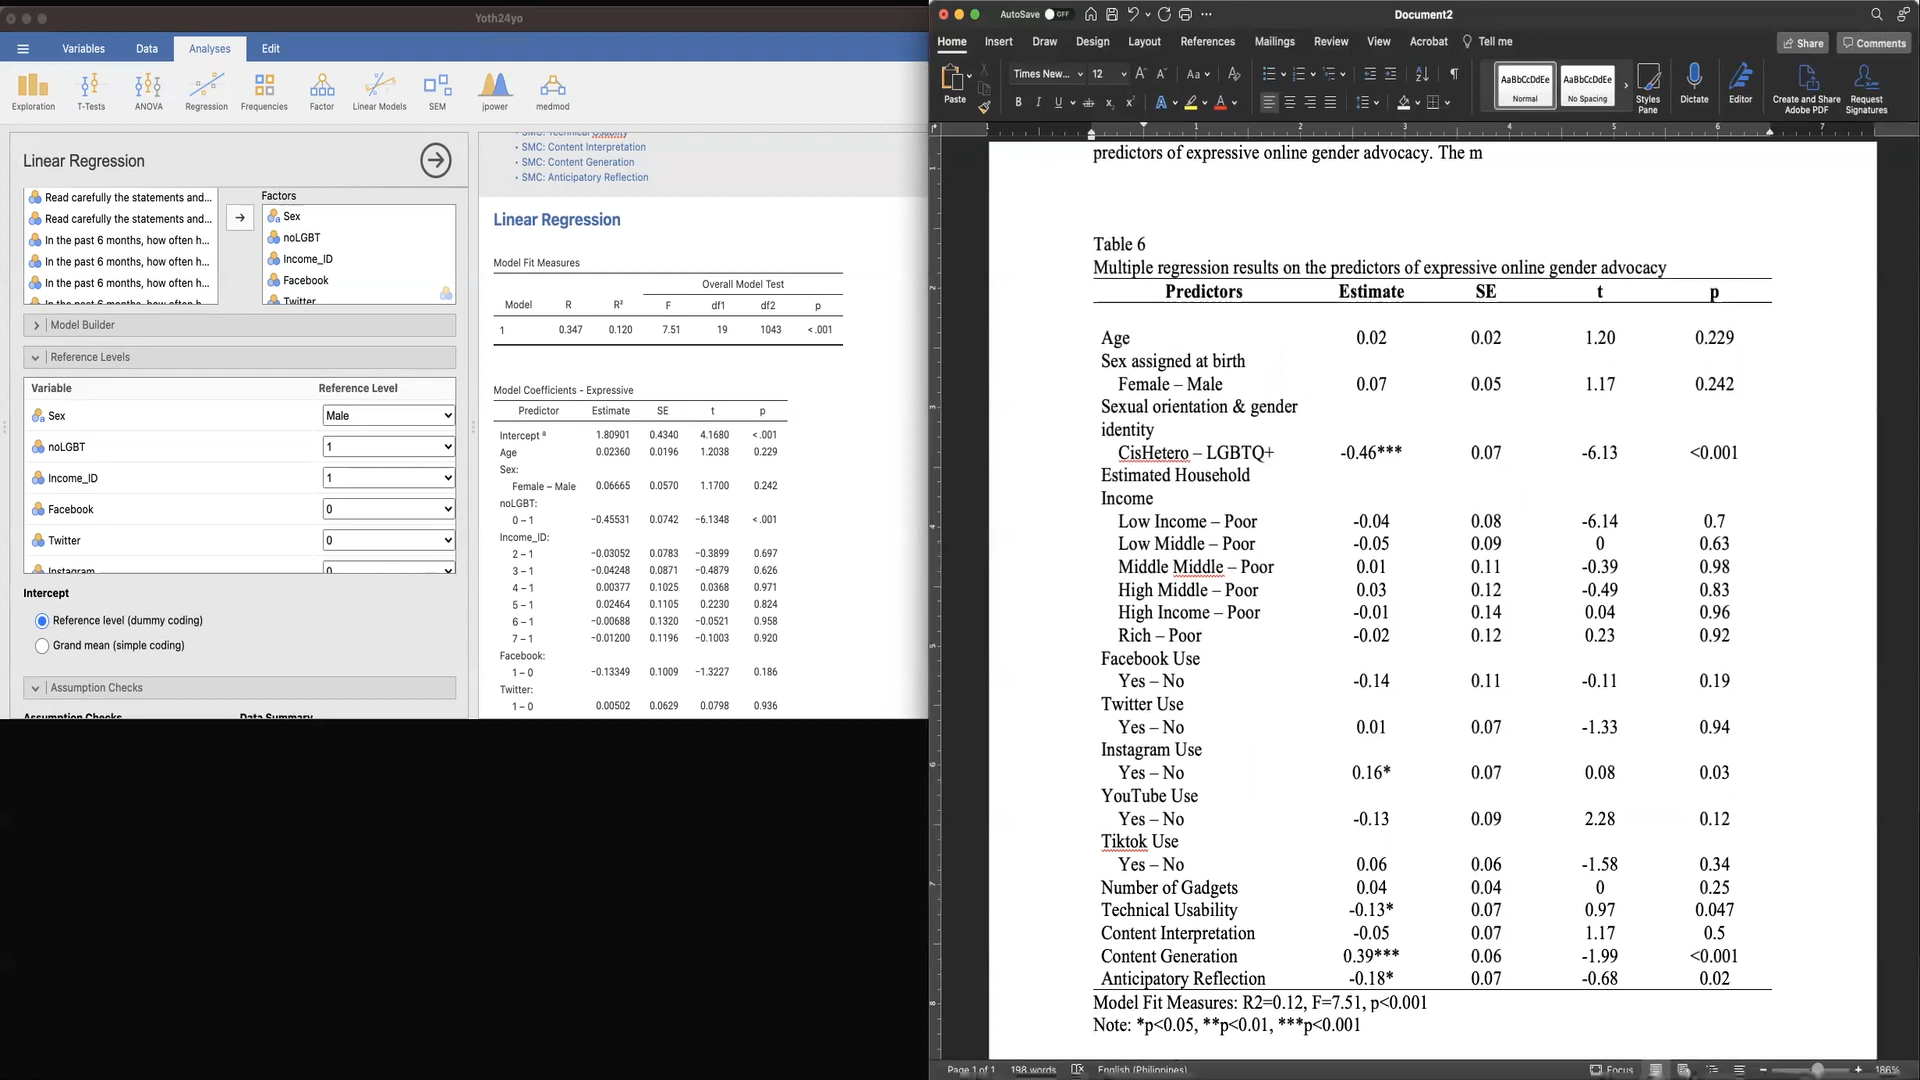 Yoth24yo
Variables Data Analyses Edit
Exploration T-Tests ANOVA Regression Frequencies Factor Linear Models SEM jpower medmod
Linear Regression
Read carefully the statements and...
Read carefully the statements and...
In the past 6 months, how often h...
In the past 6 months, how often h...
In the past 6 months, how often h...
In the past 6 months, how often h...
Factors
Sex
noLGBT
Income_ID
Facebook
Twitter
Model Builder
Reference Levels
Variable Reference Level
Sex Male
noLGBT 1
Income_ID 1
Facebook 0
Twitter 0
Instagram 0
Intercept
Reference level (dummy coding)
Grand mean (simple coding)
Assumption Checks
Assumption Checks Data Summary
SMC: Technical Usability
SMC: Content Interpretation
SMC: Content Generation
SMC: Anticipatory Reflection
Linear Regression
Model Fit Measures
Overall Model Test
Model R R² F df1 df2 p
1 0.347 0.120 7.51 19 1043 < .001
Model Coefficients - Expressive
Predictor Estimate SE t p
Intercept ᵃ 1.80901 0.4340 4.1680 < .001
Age 0.02360 0.0196 1.2038 0.229
Sex:
Female – Male 0.06665 0.0570 1.1700 0.242
noLGBT:
0 – 1 −0.45531 0.0742 −6.1348 < .001
Income_ID:
2 – 1 −0.03052 0.0783 −0.3899 0.697
3 – 1 −0.04248 0.0871 −0.4879 0.626
4 – 1 0.00377 0.1025 0.0368 0.971
5 – 1 0.02464 0.1105 0.2230 0.824
6 – 1 −0.00688 0.1320 −0.0521 0.958
7 – 1 −0.01200 0.1196 −0.1003 0.920
Facebook:
1 – 0 −0.13349 0.1009 −1.3227 0.186
Twitter:
1 – 0 0.00502 0.0629 0.0798 0.936
AutoSave OFF Document2
Home Insert Draw Design Layout References Mailings Review View Acrobat Tell me Share Comments
Paste Times New... 12 AaBbCcDdEe Normal AaBbCcDdEe No Spacing Styles Pane Dictate Editor Create and Share Adobe PDF Request Signatures
predictors of expressive online gender advocacy. The m
Table 6
Multiple regression results on the predictors of expressive online gender advocacy
Predictors Estimate SE t p
Age 0.02 0.02 1.20 0.229
Sex assigned at birth
Female – Male 0.07 0.05 1.17 0.242
Sexual orientation & gender
identity
CisHetero – LGBTQ+ -0.46*** 0.07 -6.13 <0.001
Estimated Household
Income
Low Income – Poor -0.04 0.08 -6.14 0.7
Low Middle – Poor -0.05 0.09 0 0.63
Middle Middle – Poor 0.01 0.11 -0.39 0.98
High Middle – Poor 0.03 0.12 -0.49 0.83
High Income – Poor -0.01 0.14 0.04 0.96
Rich – Poor -0.02 0.12 0.23 0.92
Facebook Use
Yes – No -0.14 0.11 -0.11 0.19
Twitter Use
Yes – No 0.01 0.07 -1.33 0.94
Instagram Use
Yes – No 0.16* 0.07 0.08 0.03
YouTube Use
Yes – No -0.13 0.09 2.28 0.12
Tiktok Use
Yes – No 0.06 0.06 -1.58 0.34
Number of Gadgets 0.04 0.04 0 0.25
Technical Usability -0.13* 0.07 0.97 0.047
Content Interpretation -0.05 0.07 1.17 0.5
Content Generation 0.39*** 0.06 -1.99 <0.001
Anticipatory Reflection -0.18* 0.07 -0.68 0.02
Model Fit Measures: R2=0.12, F=7.51, p<0.001
Note: *p<0.05, **p<0.01, ***p<0.001
Page 1 of 1 198 words English (Philippines) Focus 186%